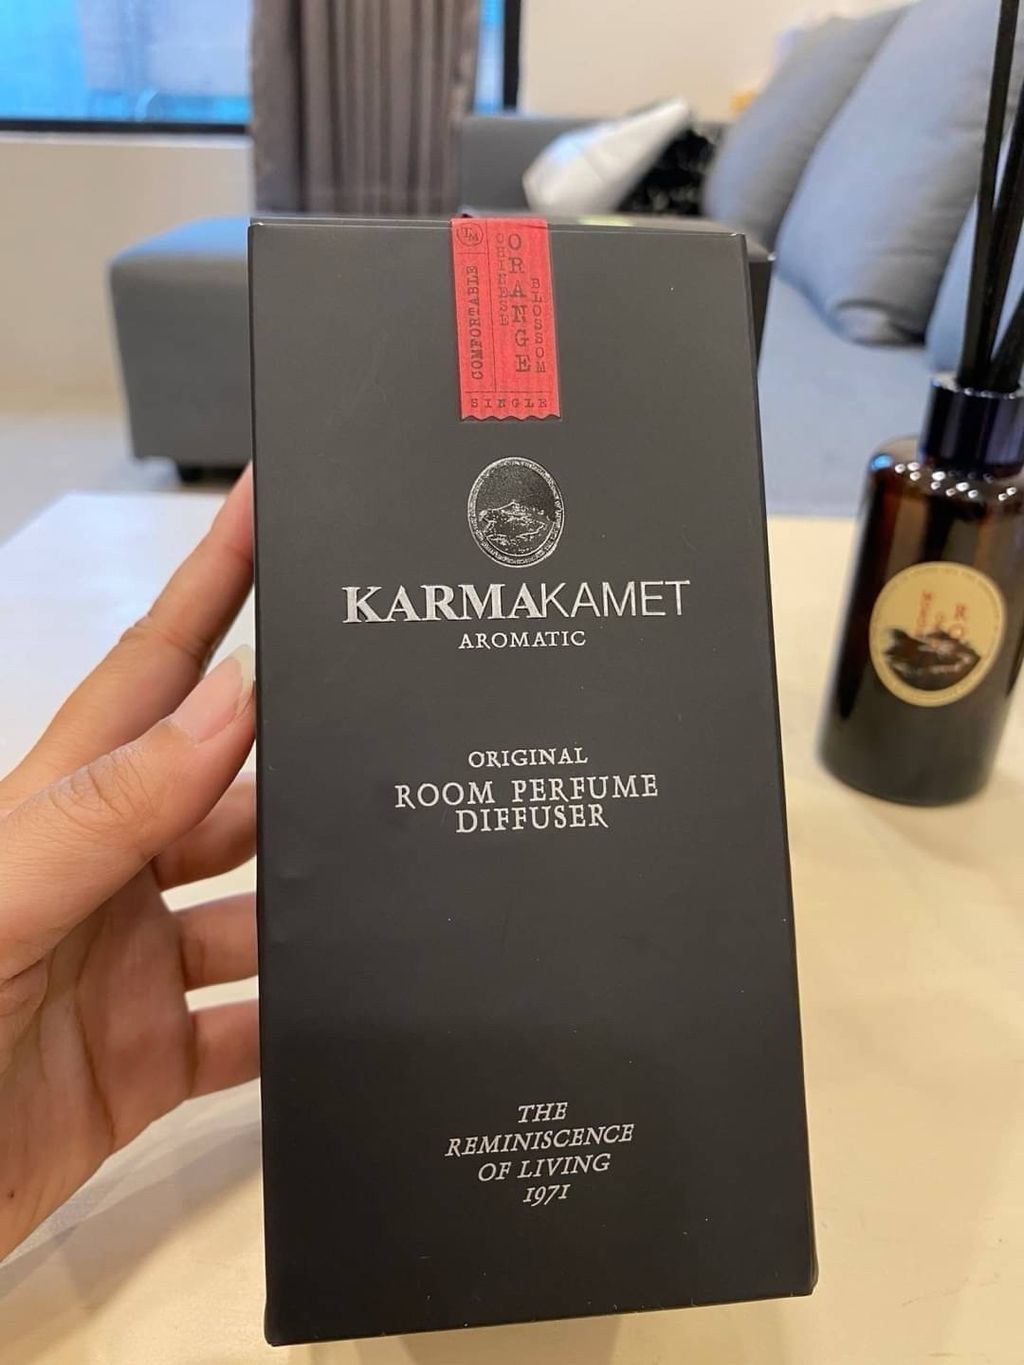 COMFORTABLE
CHINESE
ORANGE
BLOSSOM
SINGLE
KARMAKAMET
AROMATIC
ORIGINAL
ROOM PERFUME
DIFFUSER
THE
REMINISCENCE
OF LIVING
1971